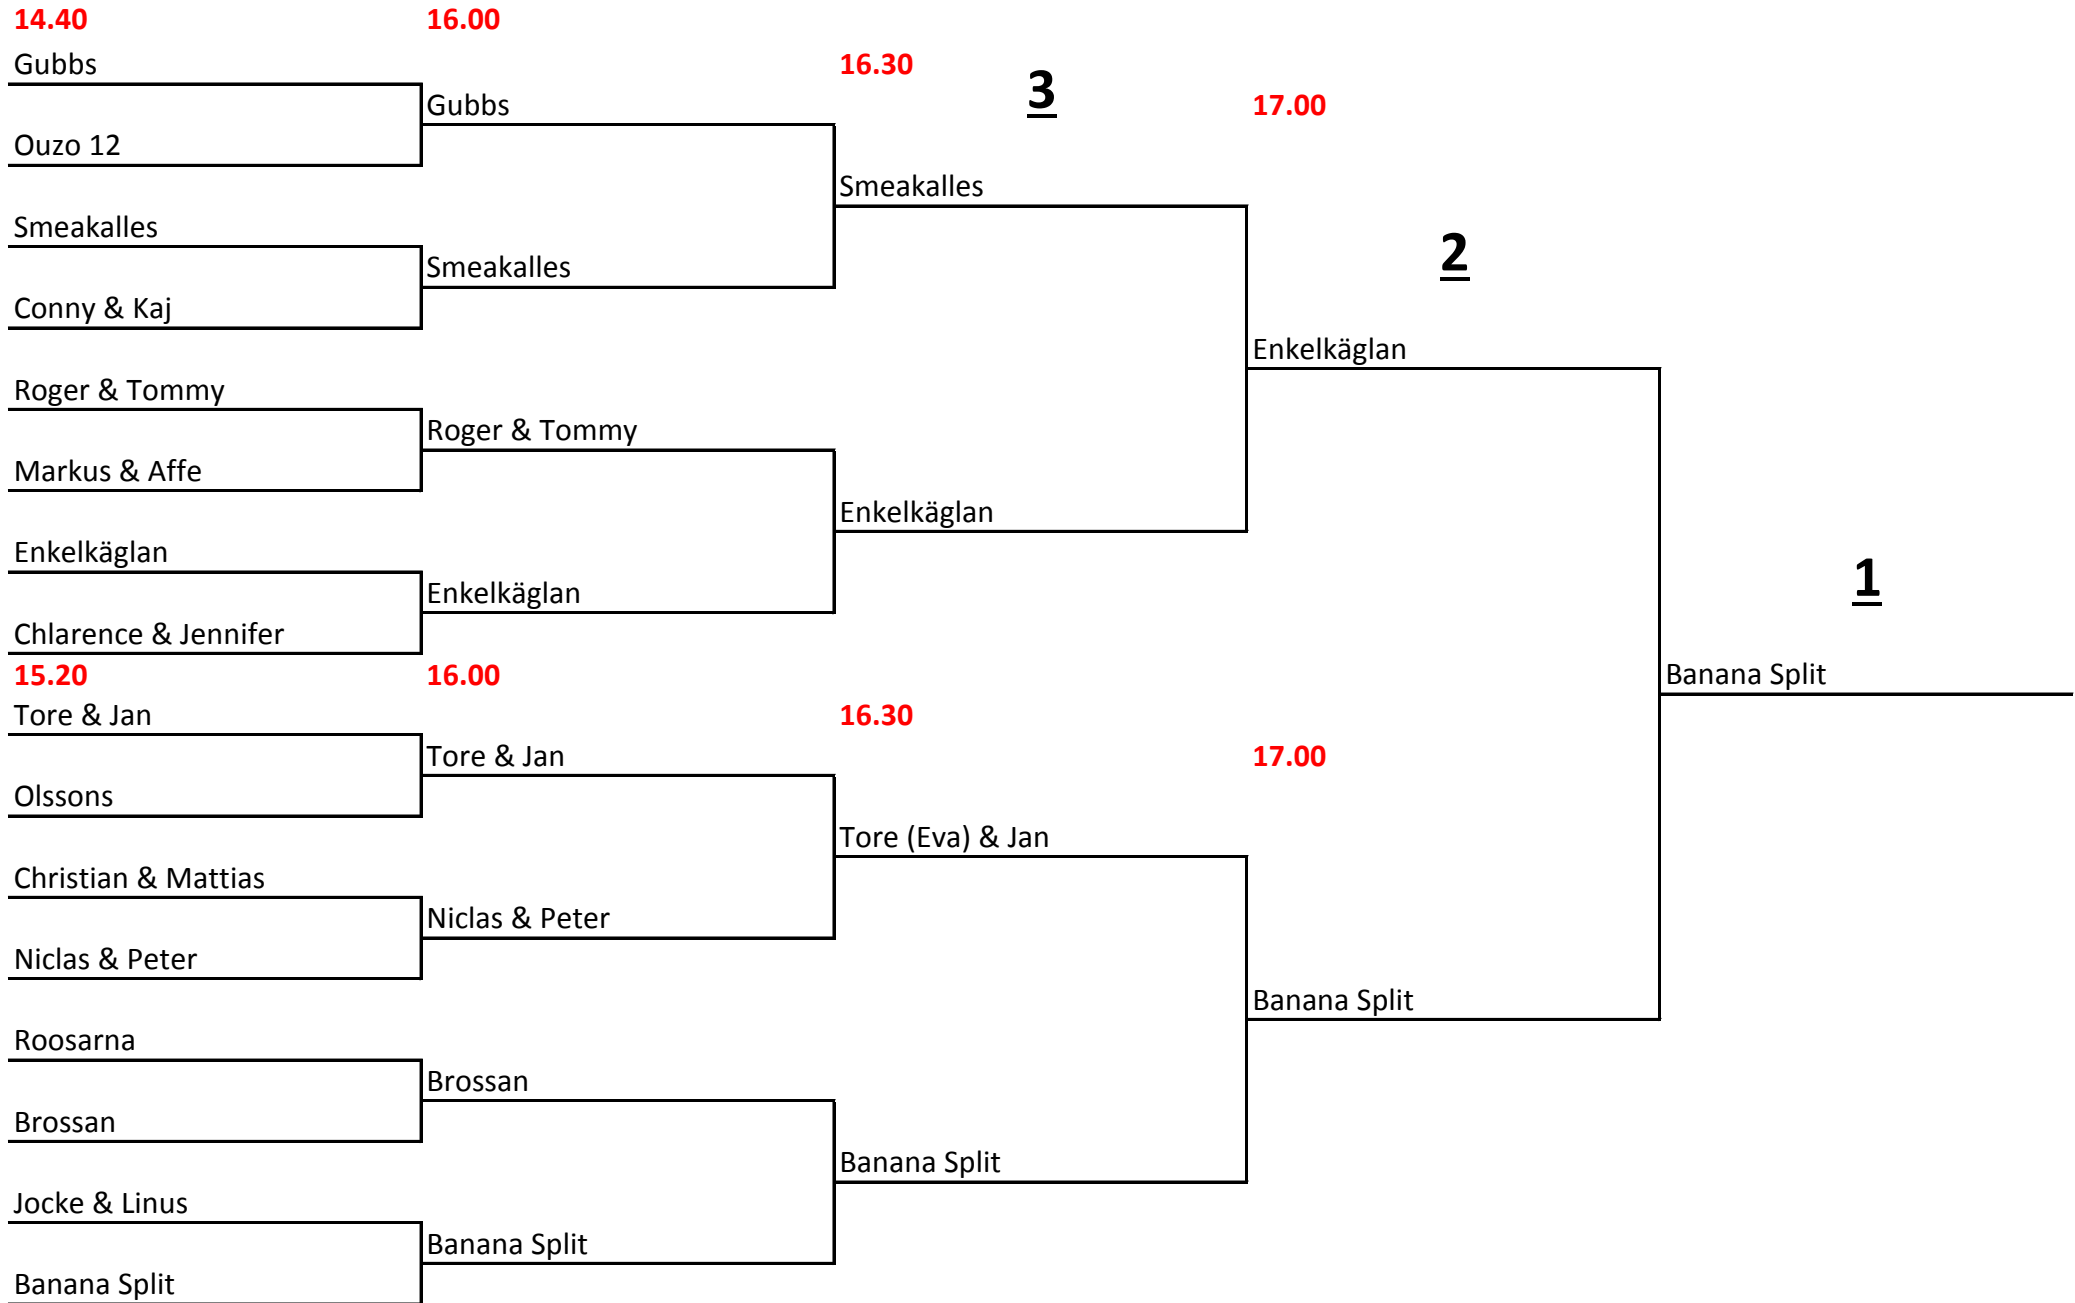 14.40
16.00
Gubbs
16.30
3
Gubbs
17.00
Ouzo 12
Smeakalles
Smeakalles
2
Smeakalles
Conny & Kaj
Enkelkäglan
Roger & Tommy
Roger & Tommy
Markus & Affe
Enkelkäglan
Enkelkäglan
1
Enkelkäglan
Chlarence & Jennifer
15.20
16.00
Banana Split
Tore & Jan
16.30
Tore & Jan
17.00
Olssons
Tore (Eva) & Jan
Christian & Mattias
Niclas & Peter
Niclas & Peter
Banana Split
Roosarna
Brossan
Brossan
Banana Split
Jocke & Linus
Banana Split
Banana Split